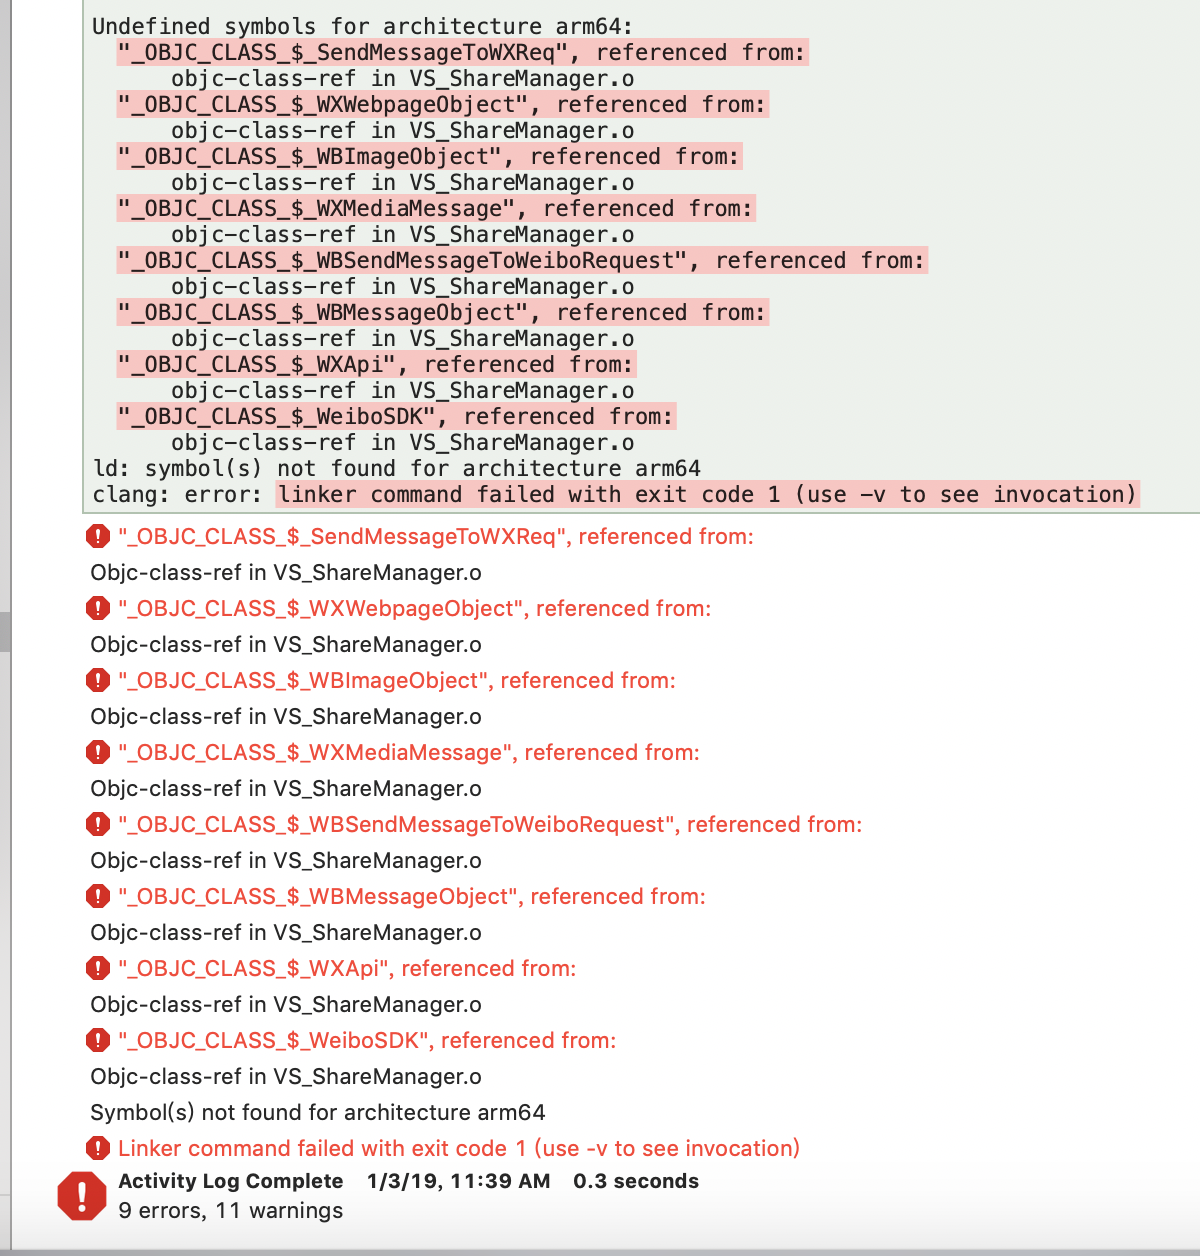 Undefined symbols for architecture arm64:
"_OBJC_CLASS_$_SendMessageToWXReq", referenced from:
objc-class-ref in VS_ShareManager.o
"_OBJC_CLASS_$_WXWebpageObject", referenced from:
objc-class-ref in VS_ShareManager.o
"_OBJC_CLASS_$_WBImageObject", referenced from:
objc-class-ref in VS_ShareManager.o
"_OBJC_CLASS_$_WXMediaMessage", referenced from:
objc-class-ref in VS_ShareManager.o
"_OBJC_CLASS_$_WBSendMessageToWeiboRequest", referenced from:
objc-class-ref in VS_ShareManager.o
"_OBJC_CLASS_$_WBMessageObject", referenced from:
objc-class-ref in VS_ShareManager.o
"_OBJC_CLASS_$_WXApi", referenced from:
objc-class-ref in VS_ShareManager.o
"_OBJC_CLASS_$_WeiboSDK", referenced from:
objc-class-ref in VS_ShareManager.o
ld: symbol(s) not found for architecture arm64
clang: error: linker command failed with exit code 1 (use -v to see invocation)
"_OBJC_CLASS_$_SendMessageToWXReq", referenced from:
Objc-class-ref in VS_ShareManager.o
"_OBJC_CLASS_$_WXWebpageObject", referenced from:
Objc-class-ref in VS_ShareManager.o
"_OBJC_CLASS_$_WBImageObject", referenced from:
Objc-class-ref in VS_ShareManager.o
"_OBJC_CLASS_$_WXMediaMessage", referenced from:
Objc-class-ref in VS_ShareManager.o
"_OBJC_CLASS_$_WBSendMessageToWeiboRequest", referenced from:
Objc-class-ref in VS_ShareManager.o
"_OBJC_CLASS_$_WBMessageObject", referenced from:
Objc-class-ref in VS_ShareManager.o
"_OBJC_CLASS_$_WXApi", referenced from:
Objc-class-ref in VS_ShareManager.o
"_OBJC_CLASS_$_WeiboSDK", referenced from:
Objc-class-ref in VS_ShareManager.o
Symbol(s) not found for architecture arm64
Linker command failed with exit code 1 (use -v to see invocation)
Activity Log Complete 1/3/19, 11:39 AM 0.3 seconds
9 errors, 11 warnings